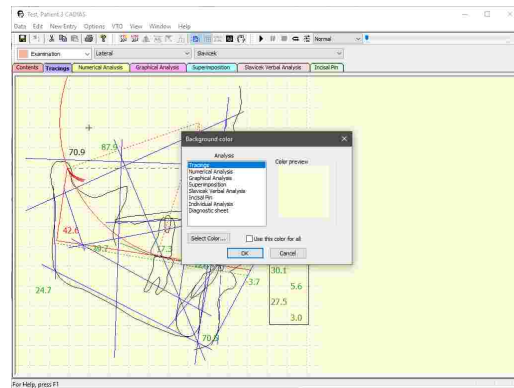 Test, Patient.3 CADIAS
Data Edit New Entry Options VTO View Window Help
Normal
Examination Lateral Slavicek
Contents Tracings Numerical Analysis Graphical Analysis Superimposition Slavicek Verbal Analysis Incisal Pin
Background color
Analysis
Color preview
Tracings
Numerical Analysis
Graphical Analysis
Superimposition
Slavicek Verbal Analysis
Incisal Pin
Individual Analysis
Diagnostic sheet
Select Color...
Use this color for all
OK Cancel
87.9
70.9
42.6
24.7
-3.7
30.1
5.6
27.5
3.0
For Help, press F1